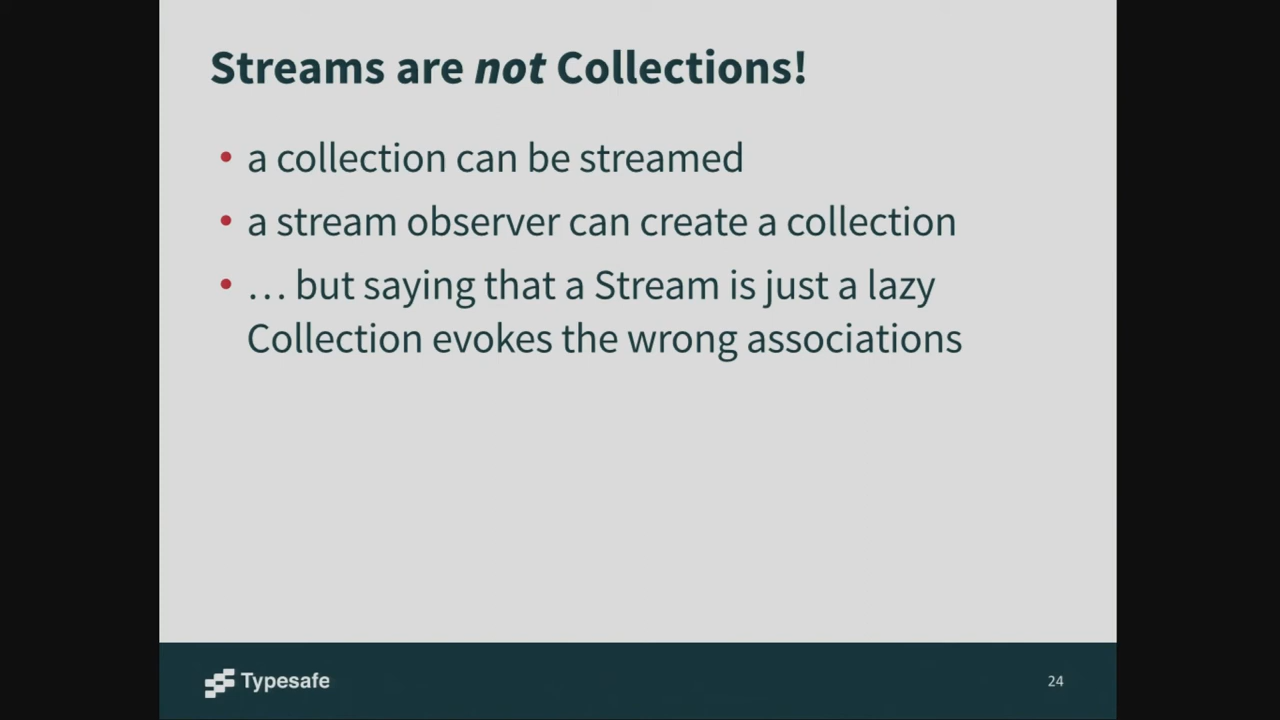 Streams are not Collections!
• a collection can be streamed
• a stream observer can create a collection
• … but saying that a Stream is just a lazy
Collection evokes the wrong associations
Typesafe
24